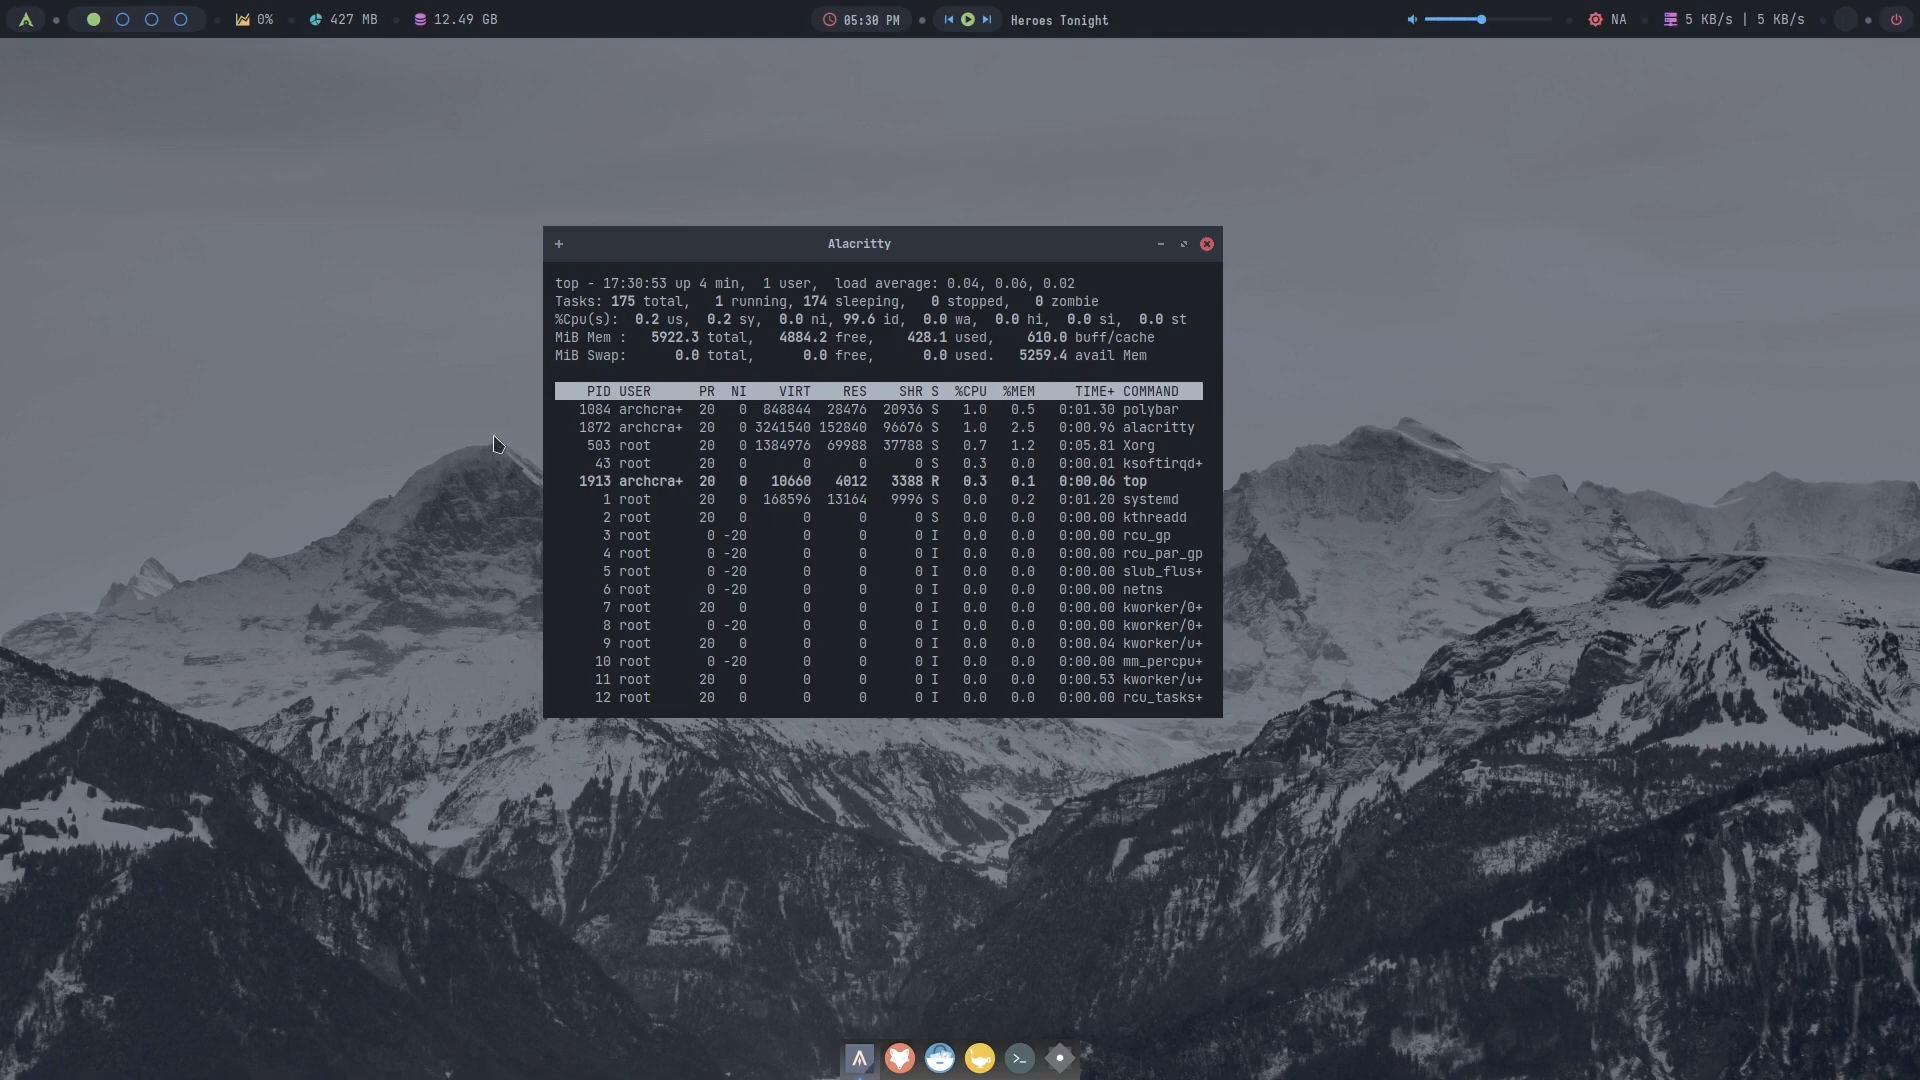 0% 427 MB 12.49 GB 05:30 PM Heroes Tonight NA 5 KB/s | 5 KB/s
Alacritty
top - 17:30:53 up 4 min, 1 user, load average: 0.04, 0.06, 0.02
Tasks: 175 total, 1 running, 174 sleeping, 0 stopped, 0 zombie
%Cpu(s): 0.2 us, 0.2 sy, 0.0 ni, 99.6 id, 0.0 wa, 0.0 hi, 0.0 si, 0.0 st
MiB Mem : 5922.3 total, 4884.2 free, 428.1 used, 610.0 buff/cache
MiB Swap: 0.0 total, 0.0 free, 0.0 used. 5259.4 avail Mem
PID USER PR NI VIRT RES SHR S %CPU %MEM TIME+ COMMAND
1084 archcra+ 20 0 848844 28476 20936 S 1.0 0.5 0:01.30 polybar
1872 archcra+ 20 0 3241540 152840 96676 S 1.0 2.5 0:00.96 alacritty
503 root 20 0 1384976 69988 37788 S 0.7 1.2 0:05.81 Xorg
43 root 20 0 0 0 0 S 0.3 0.0 0:00.01 ksoftirqd+
1913 archcra+ 20 0 10660 4012 3388 R 0.3 0.1 0:00.06 top
1 root 20 0 168596 13164 9996 S 0.0 0.2 0:01.20 systemd
2 root 20 0 0 0 0 S 0.0 0.0 0:00.00 kthreadd
3 root 0 -20 0 0 0 I 0.0 0.0 0:00.00 rcu_gp
4 root 0 -20 0 0 0 I 0.0 0.0 0:00.00 rcu_par_gp
5 root 0 -20 0 0 0 I 0.0 0.0 0:00.00 slub_flus+
6 root 0 -20 0 0 0 I 0.0 0.0 0:00.00 netns
7 root 20 0 0 0 0 I 0.0 0.0 0:00.00 kworker/0+
8 root 0 -20 0 0 0 I 0.0 0.0 0:00.00 kworker/0+
9 root 20 0 0 0 0 I 0.0 0.0 0:00.04 kworker/u+
10 root 0 -20 0 0 0 I 0.0 0.0 0:00.00 mm_percpu+
11 root 20 0 0 0 0 I 0.0 0.0 0:00.53 kworker/u+
12 root 20 0 0 0 0 I 0.0 0.0 0:00.00 rcu_tasks+